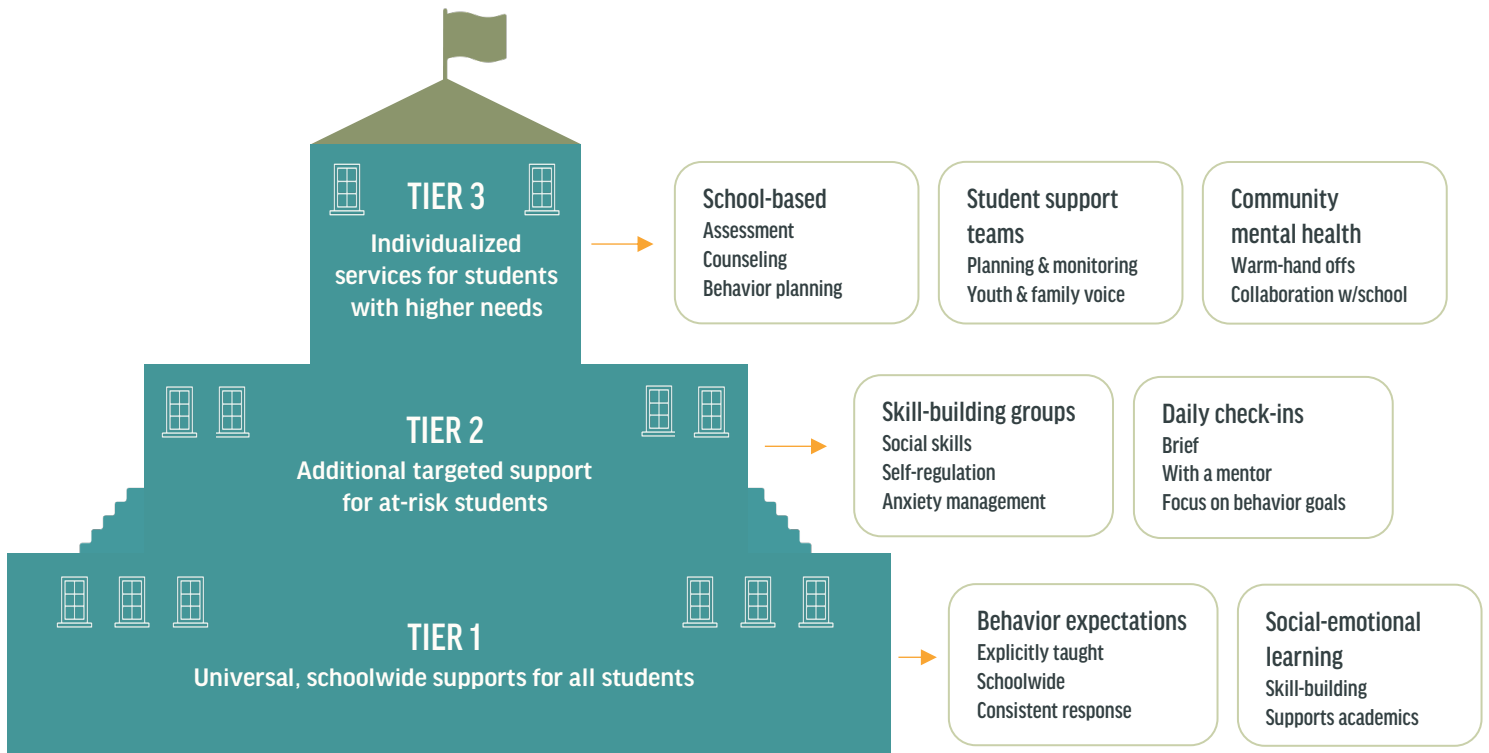 TIER 3
Individualized
services for students
with higher needs
School-based
Assessment
Counseling
Behavior planning
Student support
teams
Planning & monitoring
Youth & family voice
Community
mental health
Warm-hand offs
Collaboration w/school
TIER 2
Additional targeted support
for at-risk students
Skill-building groups
Social skills
Self-regulation
Anxiety management
Daily check-ins
Brief
With a mentor
Focus on behavior goals
TIER 1
Universal, schoolwide supports for all students
Behavior expectations
Explicitly taught
Schoolwide
Consistent response
Social-emotional
learning
Skill-building
Supports academics